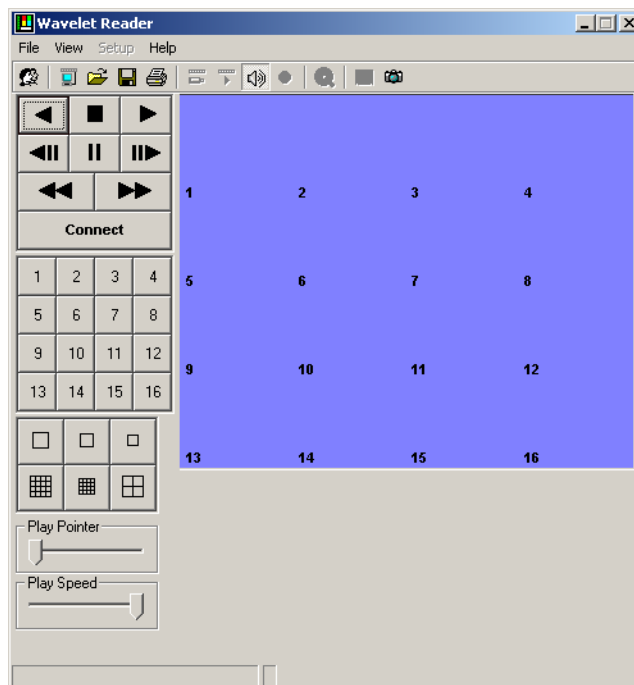 Wavelet Reader
File View Setup Help
Connect
1 2 3 4
5 6 7 8
9 10 11 12
13 14 15 16
Play Pointer
Play Speed
1 2 3 4
5 6 7 8
9 10 11 12
13 14 15 16